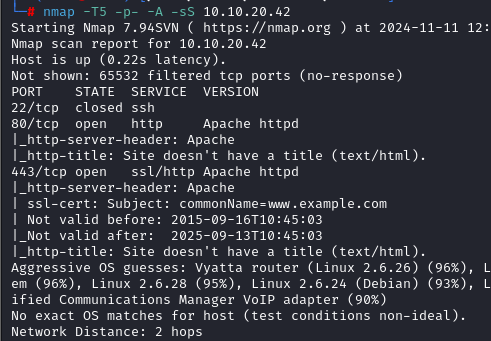 └─# nmap -T5 -p- -A -sS 10.10.20.42
Starting Nmap 7.94SVN ( https://nmap.org ) at 2024-11-11 12:
Nmap scan report for 10.10.20.42
Host is up (0.22s latency).
Not shown: 65532 filtered tcp ports (no-response)
PORT    STATE  SERVICE  VERSION
22/tcp  closed ssh
80/tcp  open   http     Apache httpd
|_http-server-header: Apache
|_http-title: Site doesn't have a title (text/html).
443/tcp open   ssl/http Apache httpd
|_http-server-header: Apache
| ssl-cert: Subject: commonName=www.example.com
| Not valid before: 2015-09-16T10:45:03
|_Not valid after:  2025-09-13T10:45:03
|_http-title: Site doesn't have a title (text/html).
Aggressive OS guesses: Vyatta router (Linux 2.6.26) (96%), L
em (96%), Linux 2.6.28 (95%), Linux 2.6.24 (Debian) (93%), L
ified Communications Manager VoIP adapter (90%)
No exact OS matches for host (test conditions non-ideal).
Network Distance: 2 hops